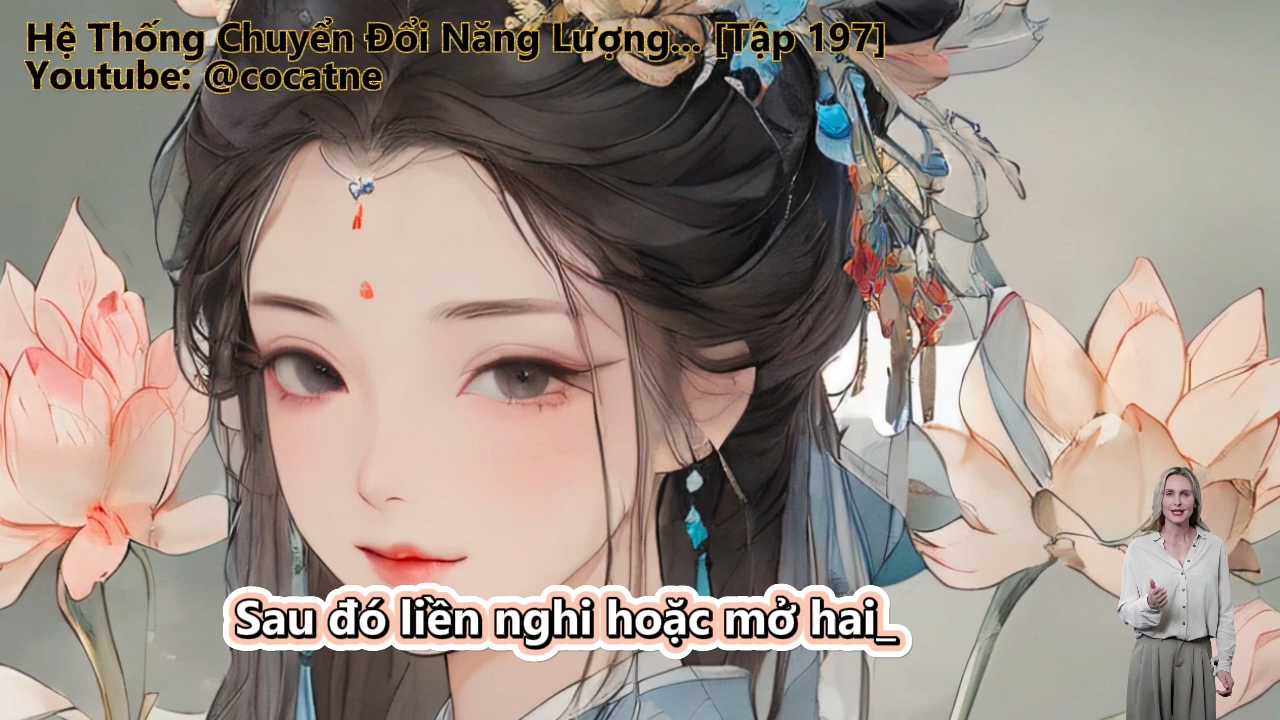 Hệ Thống Chuyển Đổi Năng Lượng... [Tập 197]
Youtube: @cocatne
Sau đó liền nghi hoặc mở hai_